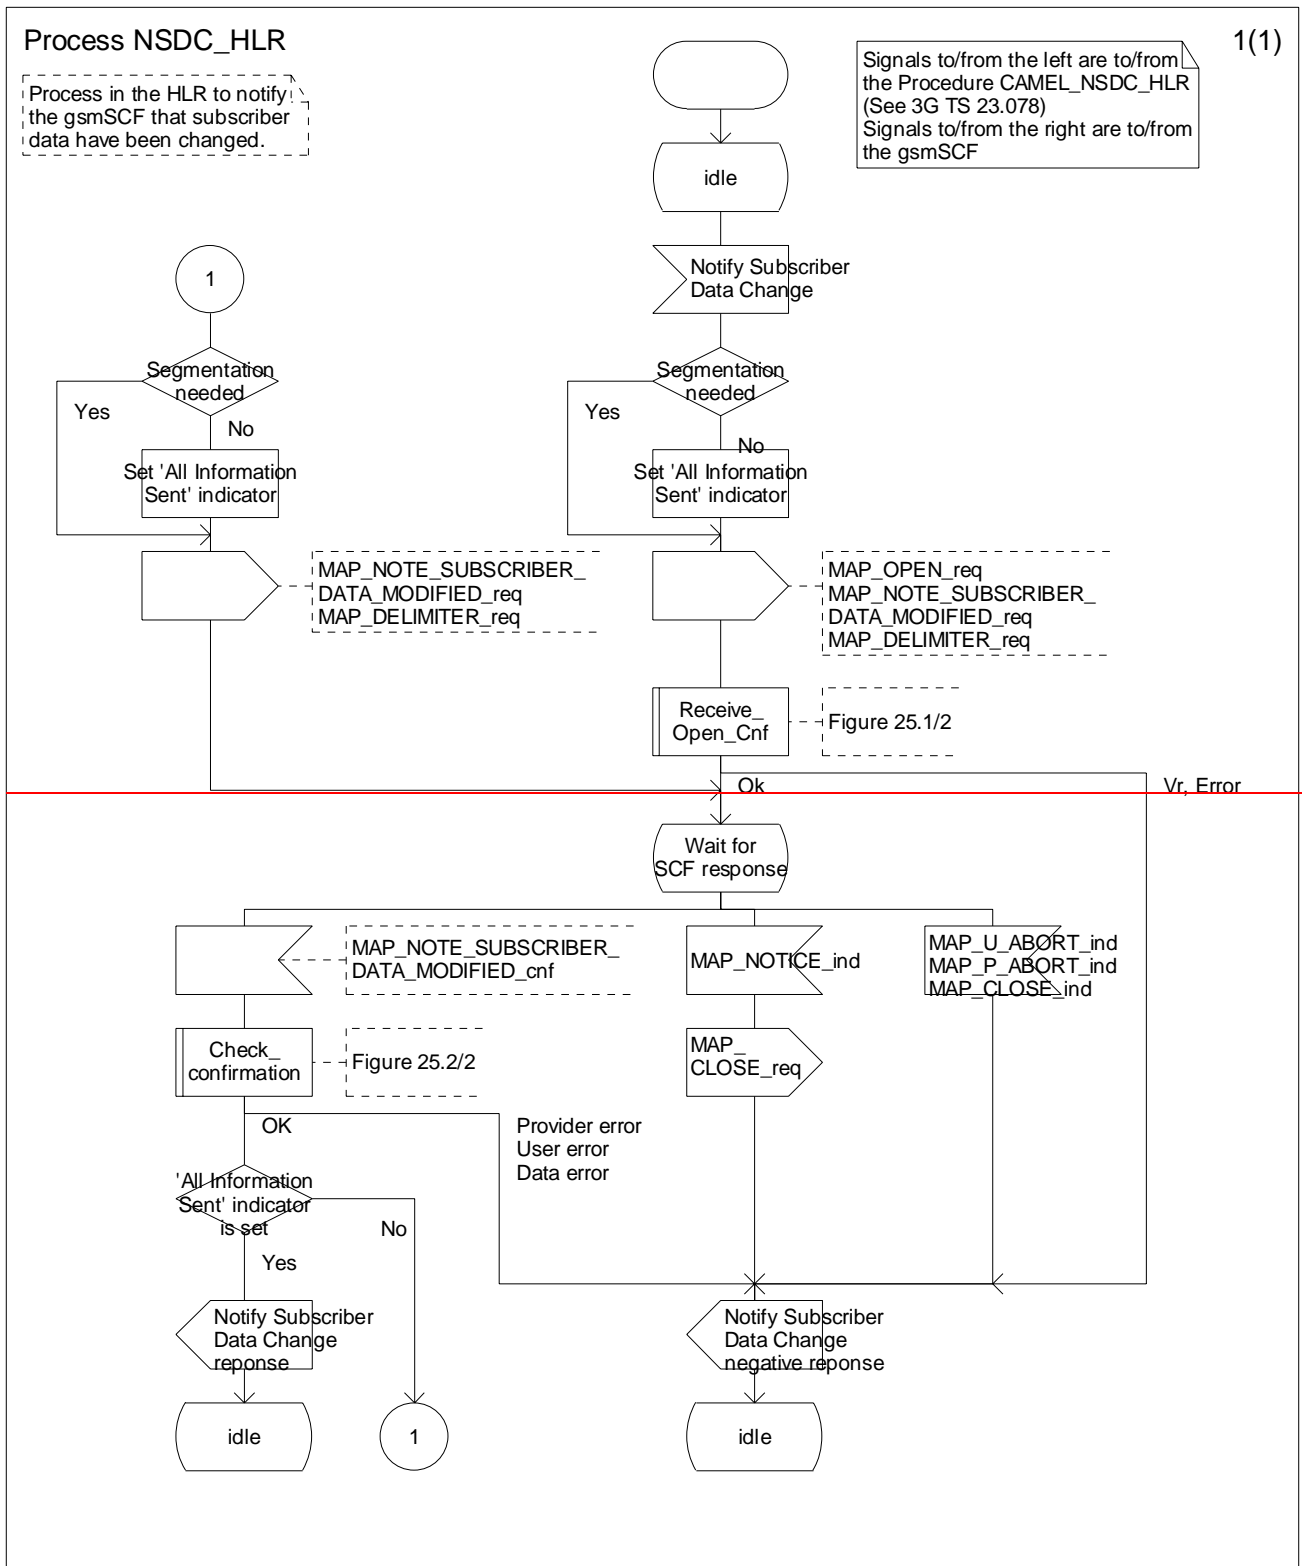 Process NSDC_HLR
1(1)
Process in the HLR to notify
the gsmSCF that subscriber
data have been changed.
Signals to/from the left are to/from
the Procedure CAMEL_NSDC_HLR
(See 3G TS 23.078)
Signals to/from the right are to/from
the gsmSCF
idle
Notify Subscriber
Data Change
1
Segmentation
needed
Yes
No
Set 'All Information
Sent' indicator
Segmentation
needed
Yes
No
Set 'All Information
Sent' indicator
MAP_NOTE_SUBSCRIBER_
DATA_MODIFIED_req
MAP_DELIMITER_req
MAP_OPEN_req
MAP_NOTE_SUBSCRIBER_
DATA_MODIFIED_req
MAP_DELIMITER_req
Receive_
Open_Cnf
Figure 25.1/2
Ok
Vr, Error
Wait for
SCF response
MAP_NOTE_SUBSCRIBER_
DATA_MODIFIED_cnf
MAP_NOTICE_ind
MAP_U_ABORT_ind
MAP_P_ABORT_ind
MAP_CLOSE_ind
Check_
confirmation
Figure 25.2/2
MAP_
CLOSE_req
OK
Provider error
User error
Data error
'All Information
Sent' indicator
is set
No
Yes
Notify Subscriber
Data Change
reponse
Notify Subscriber
Data Change
negative reponse
idle
1
idle